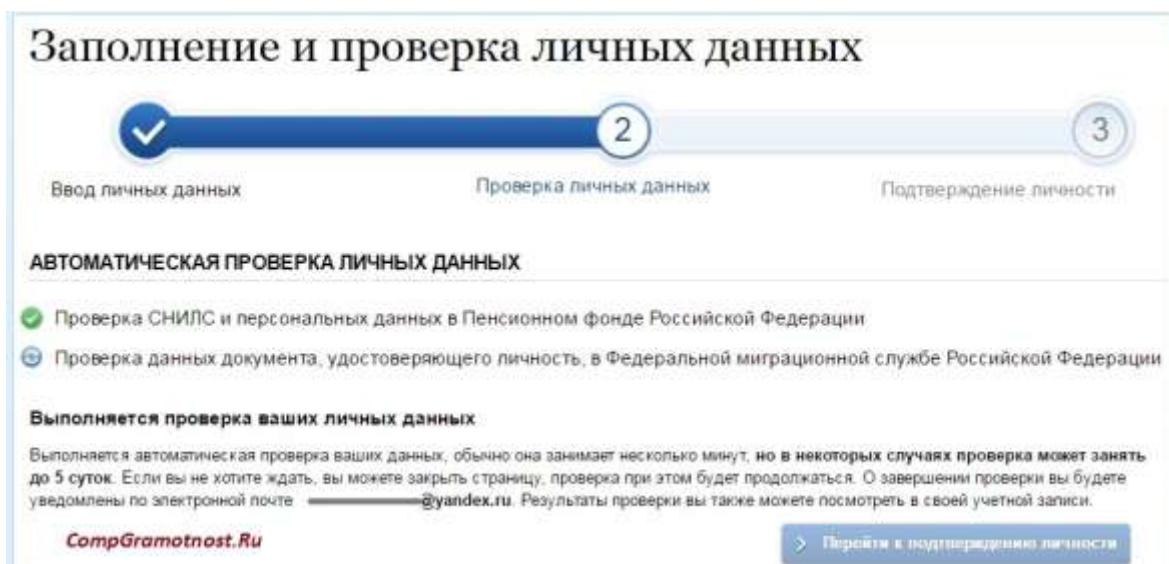 Заполнение и проверка личных данных
2
3
Ввод личных данных
Проверка личных данных
Подтверждение личности
АВТОМАТИЧЕСКАЯ ПРОВЕРКА ЛИЧНЫХ ДАННЫХ
Проверка СНИЛС и персональных данных в Пенсионном фонде Российской Федерации
Проверка данных документа, удостоверяющего личность, в Федеральной миграционной службе Российской Федерации
Выполняется проверка ваших личных данных
Выполняется автоматическая проверка ваших данных, обычно она занимает несколько минут, но в некоторых случаях проверка может занять
до 5 суток. Если вы не хотите ждать, вы можете закрыть страницу, проверка при этом будет продолжаться. О завершении проверки вы будете
уведомлены по электронной почте @yandex.ru. Результаты проверки вы также можете посмотреть в своей учетной записи.
CompGramotnost.Ru
Перейти к подтверждению личности